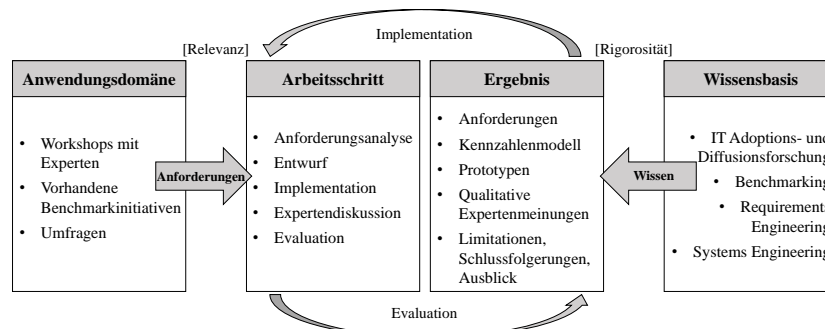 Implementation
[Relevanz]
[Rigorosität]
Anwendungsdomäne
• Workshops mit
Experten
• Vorhandene
Benchmarkinitiativen
• Umfragen
Anforderungen
Arbeitsschritt
• Anforderungsanalyse
• Entwurf
• Implementation
• Expertendiskussion
• Evaluation
Ergebnis
• Anforderungen
• Kennzahlenmodell
• Prototypen
• Qualitative
Expertenmeinungen
• Limitationen,
Schlussfolgerungen,
Ausblick
Wissen
Wissensbasis
• IT Adoptions- und
Diffusionsforschung
• Benchmarking
• Requirements
Engineering
• Systems Engineering
Evaluation